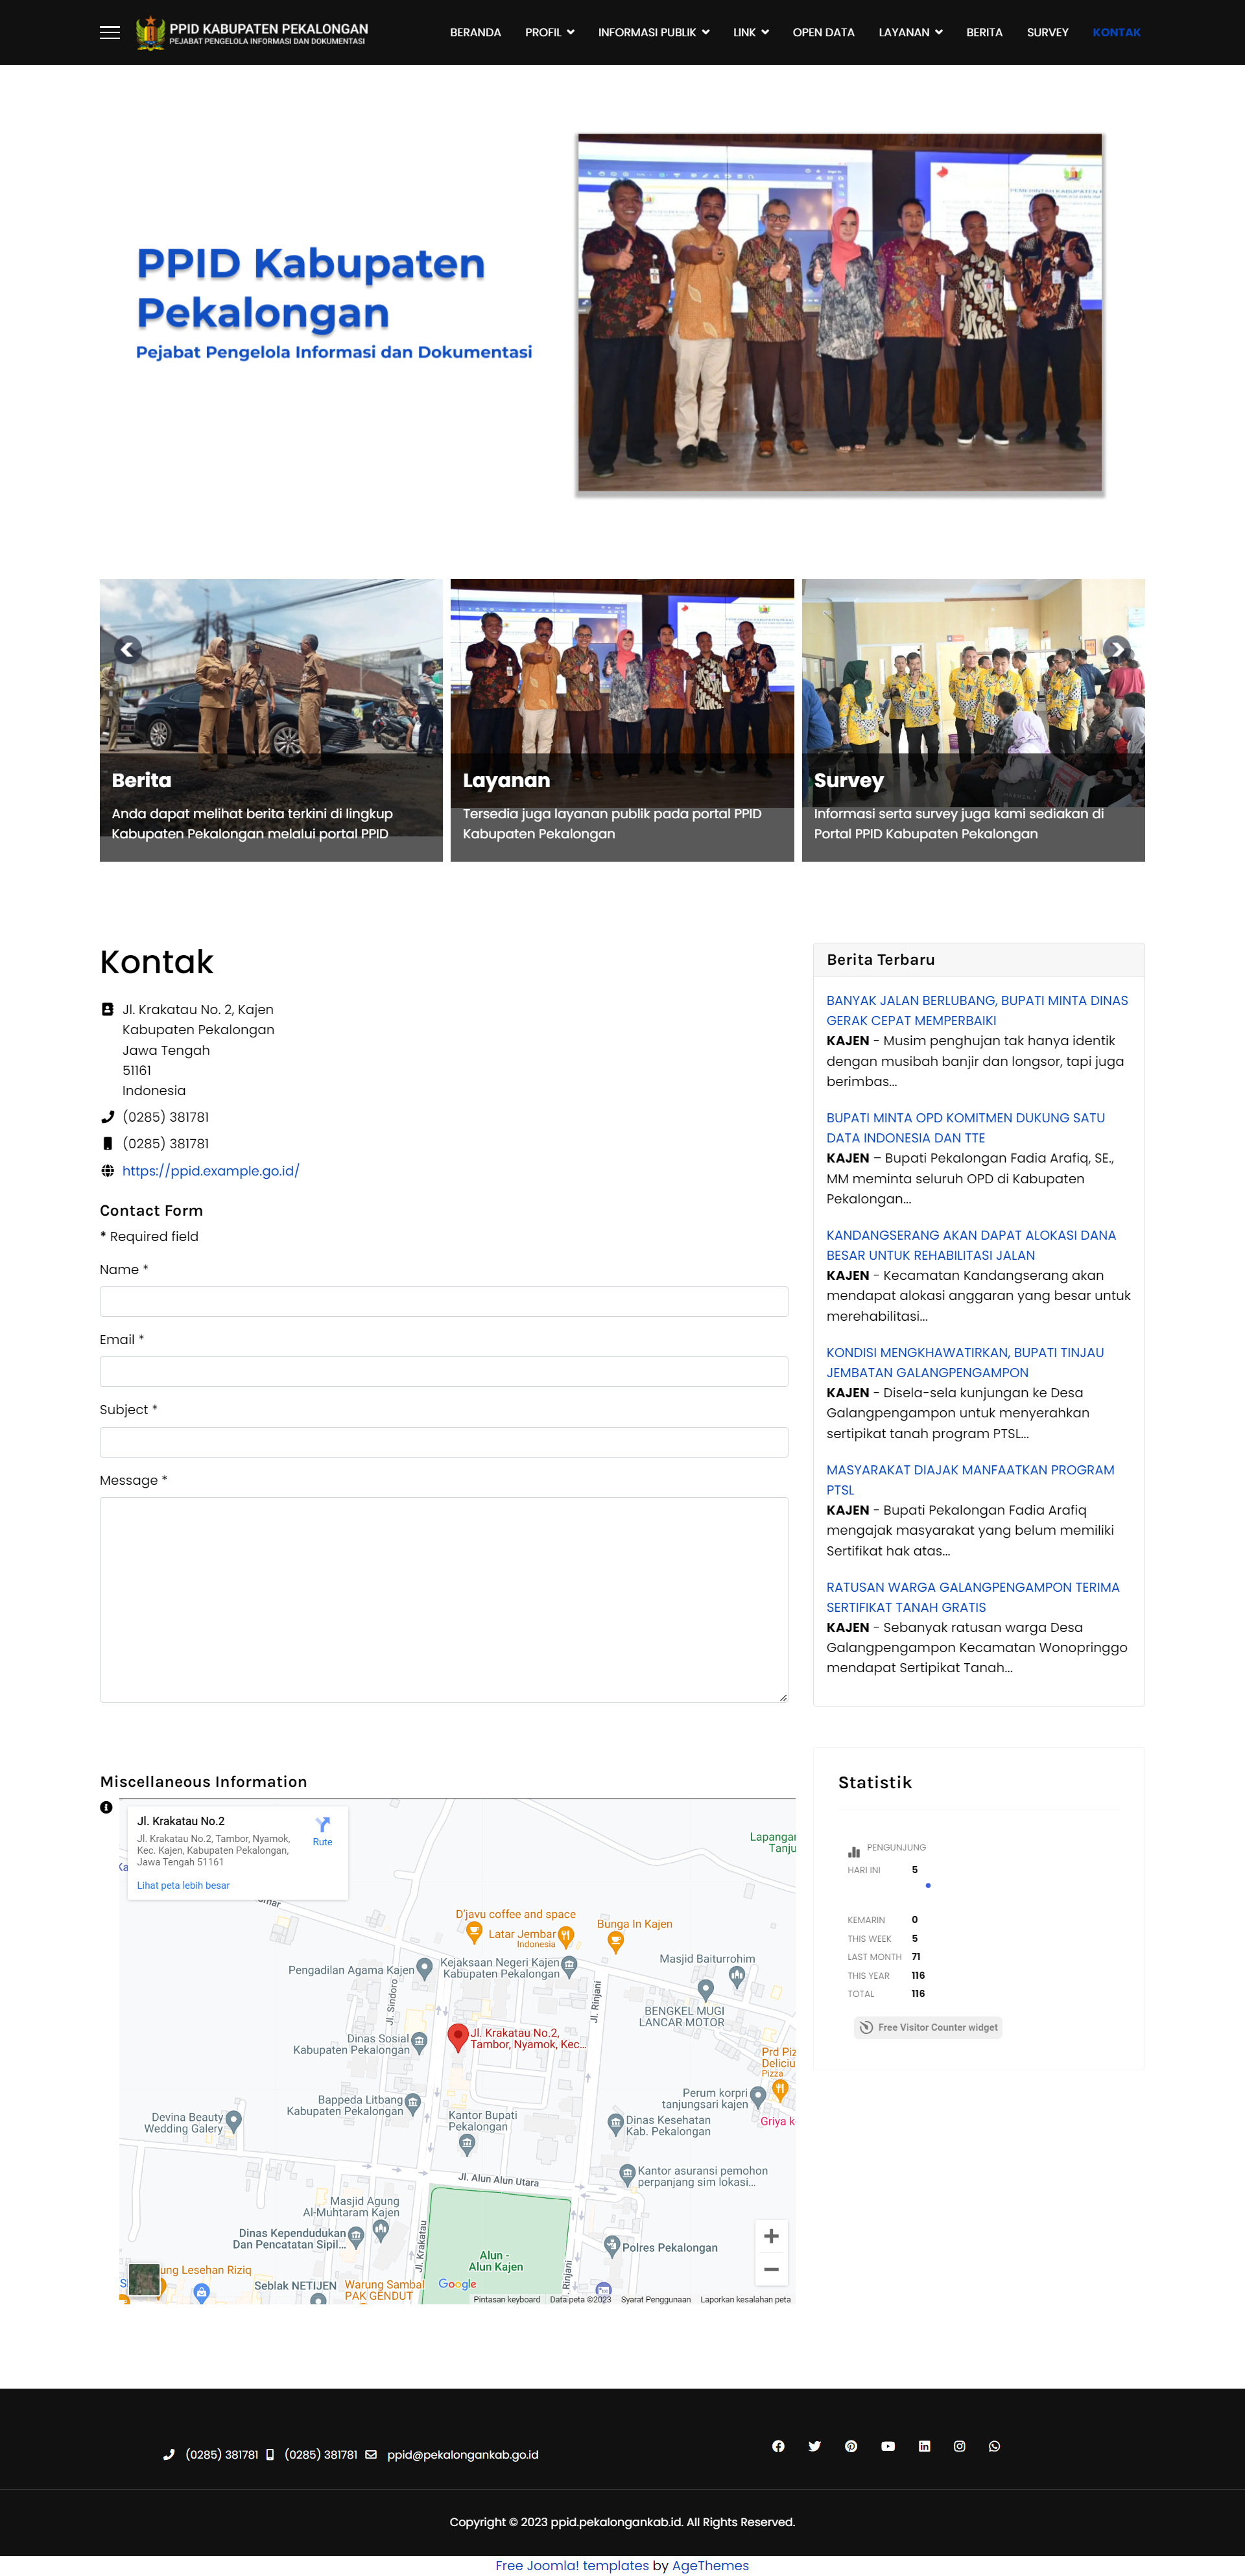 PPID KABUPATEN PEKALONGAN
PEJABAT PENGELOLA INFORMASI DAN DOKUMENTASI
BERANDA
PROFIL
INFORMASI PUBLIK
LINK
OPEN DATA
LAYANAN
BERITA
SURVEY
KONTAK
PPID Kabupaten
Pekalongan
Pejabat Pengelola Informasi dan Dokumentasi
Berita
Anda dapat melihat berita terkini di lingkup
Kabupaten Pekalongan melalui portal PPID
Layanan
Tersedia juga layanan publik pada portal PPID
Kabupaten Pekalongan
Survey
Informasi serta survey juga kami sediakan di
Portal PPID Kabupaten Pekalongan
Kontak
Jl. Krakatau No. 2, Kajen
Kabupaten Pekalongan
Jawa Tengah
51161
Indonesia
(0285) 381781
(0285) 381781
https://ppid.example.go.id/
Contact Form
* Required field
Name *
Email *
Subject *
Message *
Berita Terbaru
BANYAK JALAN BERLUBANG, BUPATI MINTA DINAS
GERAK CEPAT MEMPERBAIKI
KAJEN - Musim penghujan tak hanya identik
dengan musibah banjir dan longsor, tapi juga
berimbas...
BUPATI MINTA OPD KOMITMEN DUKUNG SATU
DATA INDONESIA DAN TTE
KAJEN – Bupati Pekalongan Fadia Arafiq, SE.,
MM meminta seluruh OPD di Kabupaten
Pekalongan...
KANDANGSERANG AKAN DAPAT ALOKASI DANA
BESAR UNTUK REHABILITASI JALAN
KAJEN - Kecamatan Kandangserang akan
mendapat alokasi anggaran yang besar untuk
merehabilitasi...
KONDISI MENGKHAWATIRKAN, BUPATI TINJAU
JEMBATAN GALANGPENGAMPON
KAJEN - Disela-sela kunjungan ke Desa
Galangpengampon untuk menyerahkan
sertipikat tanah program PTSL...
MASYARAKAT DIAJAK MANFAATKAN PROGRAM
PTSL
KAJEN - Bupati Pekalongan Fadia Arafiq
mengajak masyarakat yang belum memiliki
Sertifikat hak atas...
RATUSAN WARGA GALANGPENGAMPON TERIMA
SERTIFIKAT TANAH GRATIS
KAJEN - Sebanyak ratusan warga Desa
Galangpengampon Kecamatan Wonopringgo
mendapat Sertipikat Tanah...
Miscellaneous Information
Jl. Krakatau No.2
Jl. Krakatau No.2, Tambor, Nyamok,
Kec. Kajen, Kabupaten Pekalongan,
Jawa Tengah 51161
Rute
Lihat peta lebih besar
Lapangan
Tanju
D'javu coffee and space
Latar Jembar
Indonesia
Bunga In Kajen
Pengadilan Agama Kajen
Kejaksaan Negeri Kajen
Kabupaten Pekalongan
Masjid Baiturrohim
Jl. Sindoro
Jl. Rinjani
BENGKEL MUGI
LANCAR MOTOR
Dinas Sosial
Kabupaten Pekalongan
Jl. Krakatau No.2,
Tambor, Nyamok, Kec...
Prd Piz
Deliciu
Pizza
Bappeda Litbang
Kabupaten Pekalongan
Perum korpri
tanjungsari kajen
Devina Beauty
Wedding Galery
Kantor Bupati
Pekalongan
Dinas Kesehatan
Kab. Pekalongan
Griya k
Kantor asuransi pemohon
perpanjang sim lokasi...
Jl. Alun Alun Utara
Masjid Agung
Al-Muhtaram Kajen
Dinas Kependudukan
Dan Pencatatan Sipil...
Jl. Krakatau
Alun -
Alun Kajen
Polres Pekalongan
Rinjani
ung Lesehan Riziq
Seblak NETIJEN
Warung Sambal
PAK GENDUT
Google
Pintasan keyboard
Data peta ©2023
Syarat Penggunaan
Laporkan kesalahan peta
Statistik
PENGUNJUNG
HARI INI 5
KEMARIN 0
THIS WEEK 5
LAST MONTH 71
THIS YEAR 116
TOTAL 116
Free Visitor Counter widget
(0285) 381781
(0285) 381781
ppid@pekalongankab.go.id
Copyright © 2023 ppid.pekalongankab.id. All Rights Reserved.
Free Joomla! templates by AgeThemes